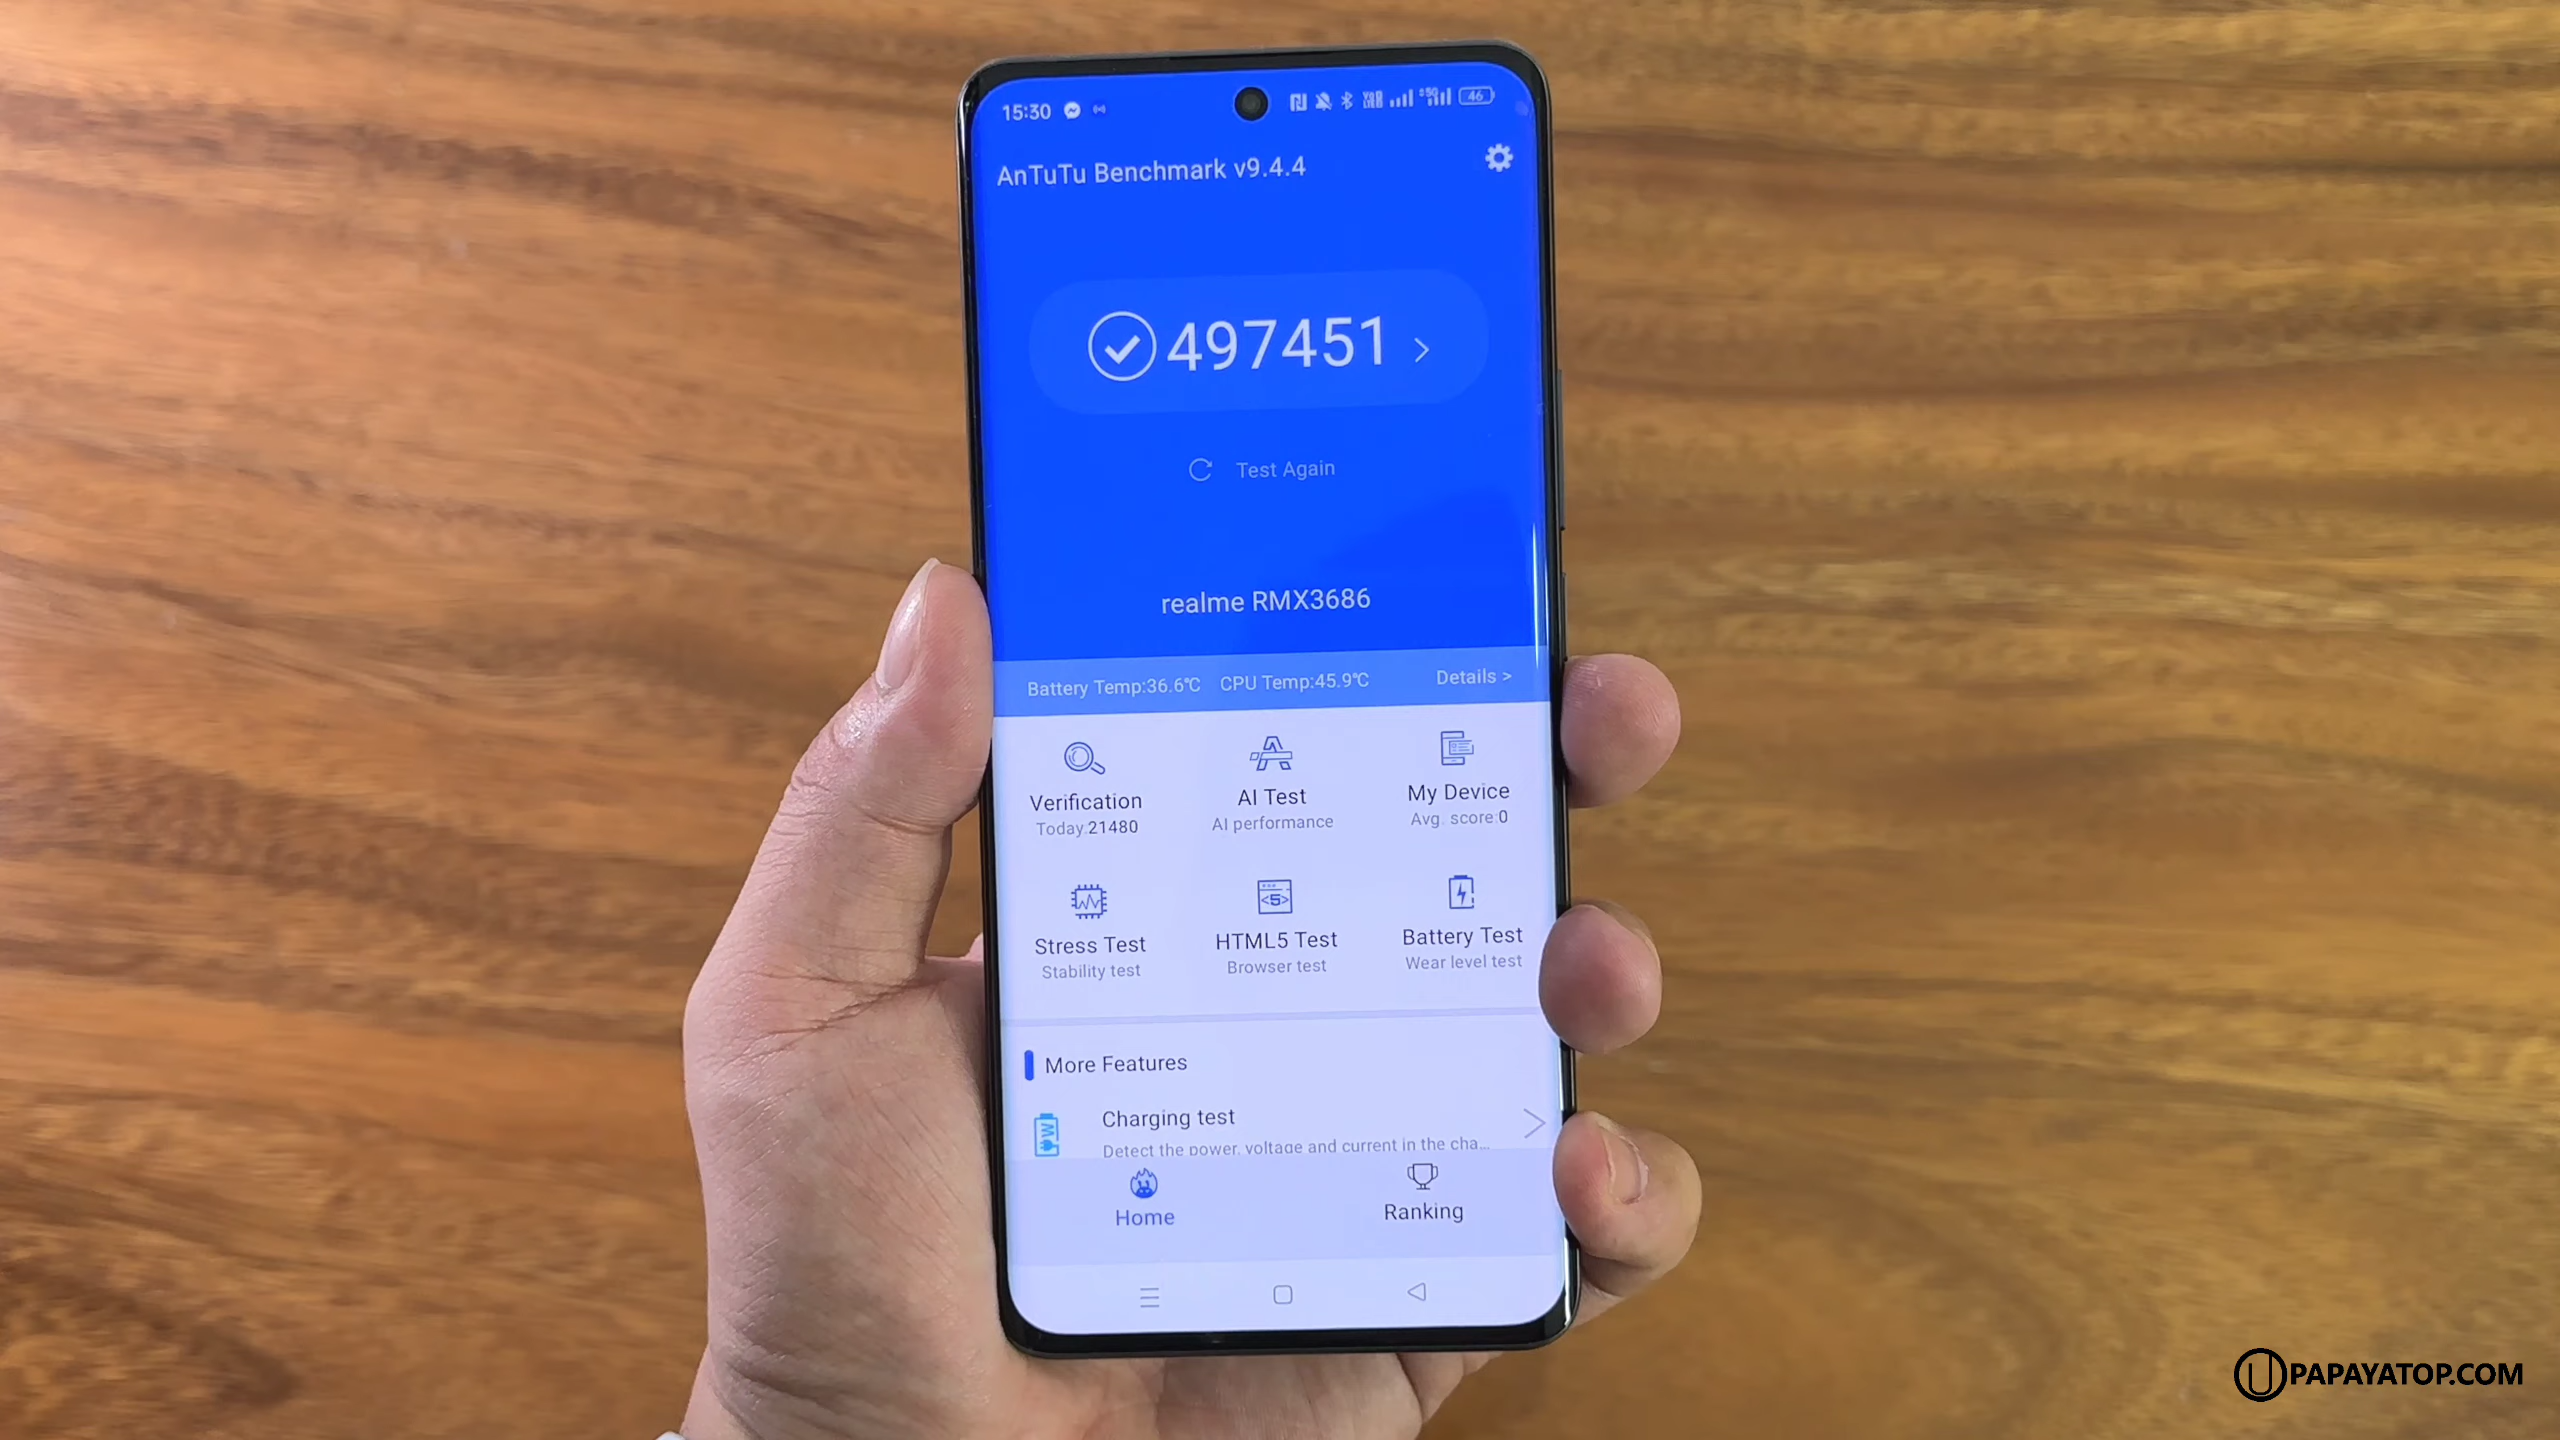 15:30
46
AnTuTu Benchmark v9.4.4
497451
Test Again
realme RMX3686
Battery Temp:36.6℃ CPU Temp:45.9℃ Details >
Verification
Today:21480
AI Test
AI performance
My Device
Avg. score:0
Stress Test
Stability test
HTML5 Test
Browser test
Battery Test
Wear level test
More Features
Charging test
Detect the power, voltage and current in the cha...
Home
Ranking
PAPAYATOP.COM